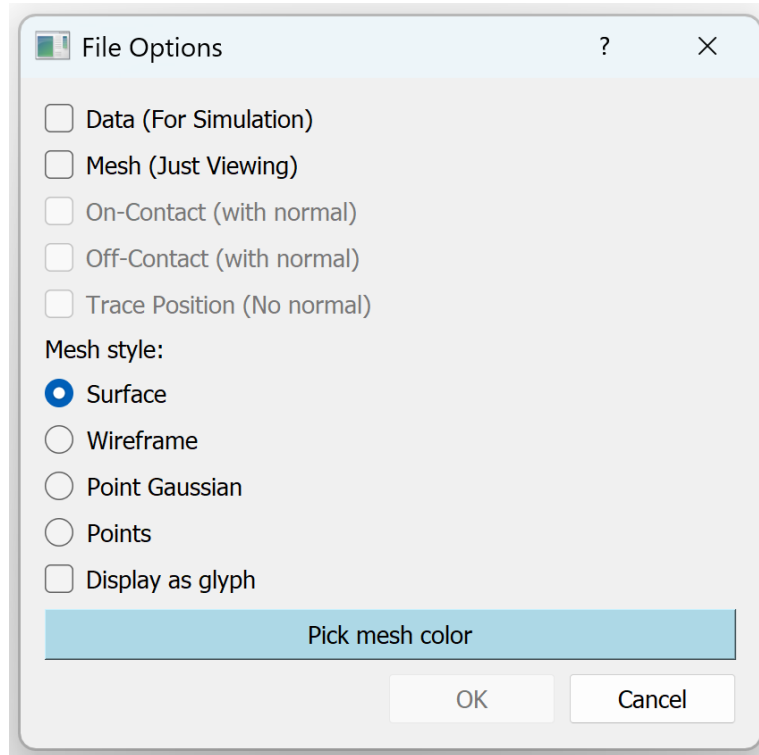 File Options
?
Data (For Simulation)
Mesh (Just Viewing)
On-Contact (with normal)
Off-Contact (with normal)
Trace Position (No normal)
Mesh style:
Surface
Wireframe
Point Gaussian
Points
Display as glyph
Pick mesh color
OK
Cancel